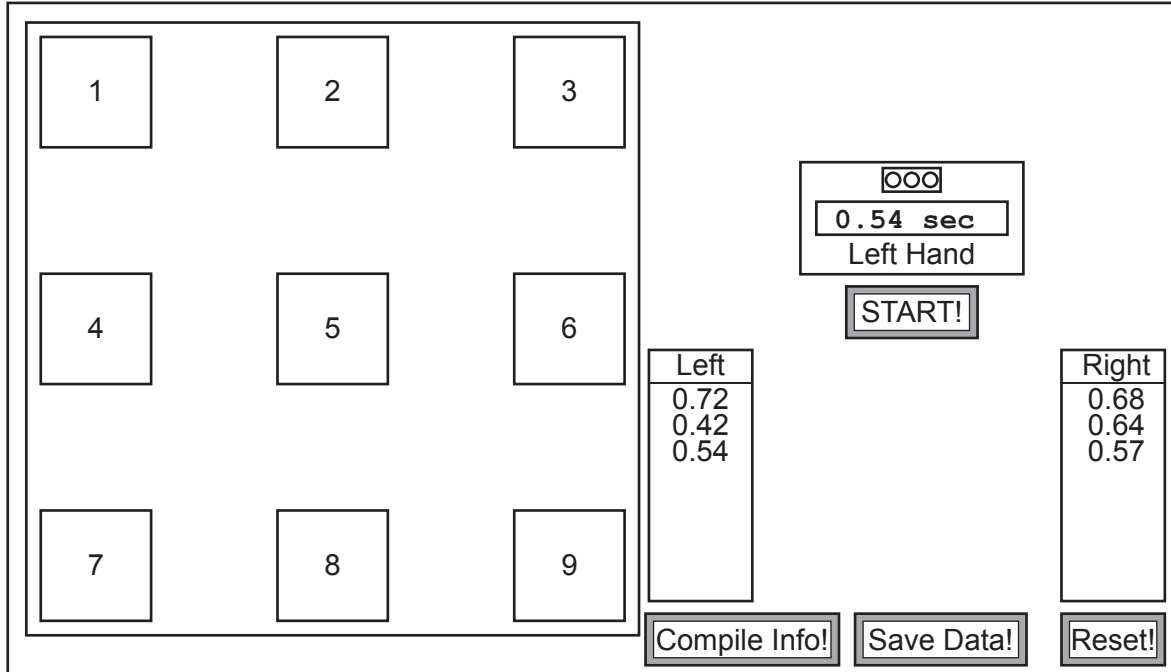 1 2 3
4 5 6
7 8 9
0.54 sec
Left Hand
START!
Left
0.72
0.42
0.54
Right
0.68
0.64
0.57
Compile Info! Save Data! Reset!